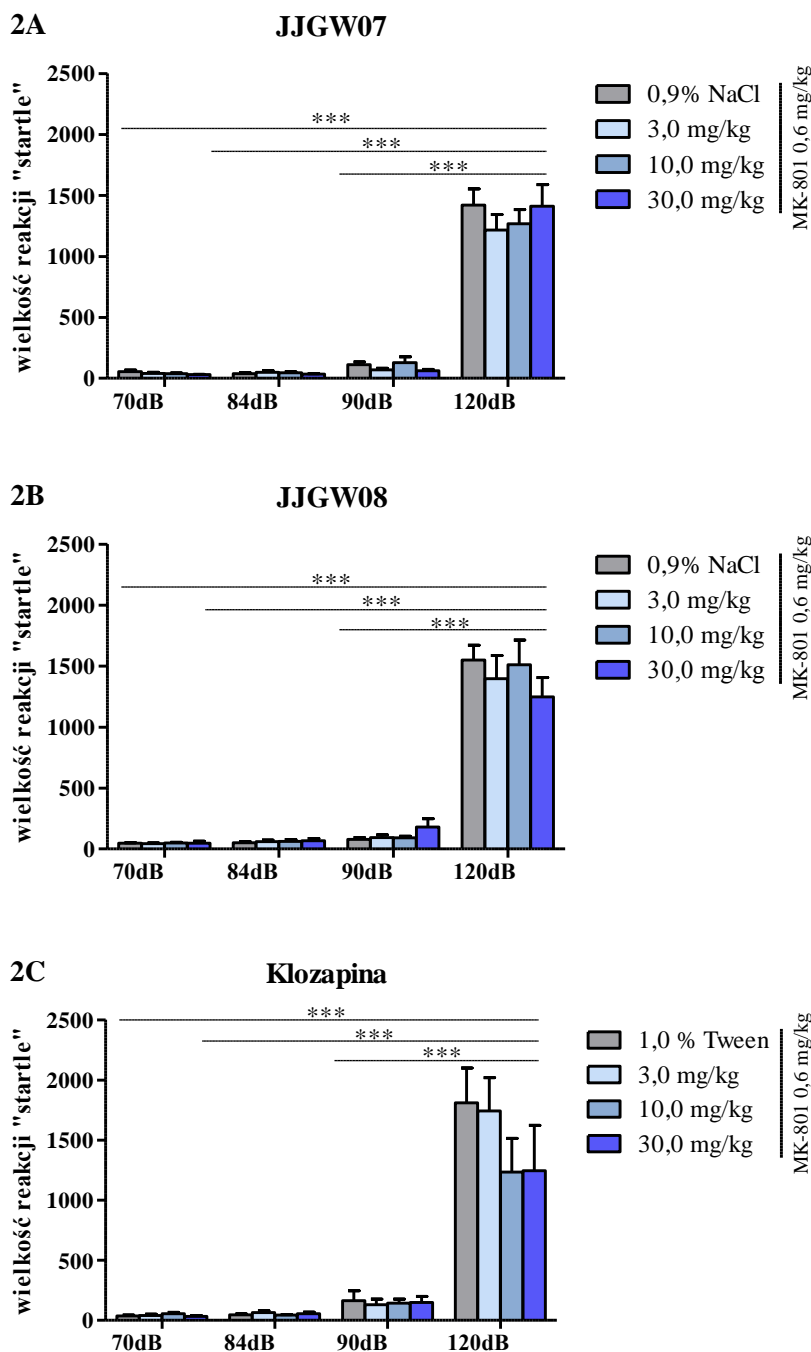 2A
JJGW07
wielkość reakcji "startle"
2500
2000
1500
1000
500
0
***
***
***
70dB
84dB
90dB
120dB
0,9% NaCl
3,0 mg/kg
10,0 mg/kg
30,0 mg/kg
MK-801 0,6 mg/kg
2B
JJGW08
wielkość reakcji "startle"
2500
2000
1500
1000
500
0
***
***
***
70dB
84dB
90dB
120dB
0,9% NaCl
3,0 mg/kg
10,0 mg/kg
30,0 mg/kg
MK-801 0,6 mg/kg
2C
Klozapina
wielkość reakcji "startle"
2500
2000
1500
1000
500
0
***
***
***
70dB
84dB
90dB
120dB
1,0 % Tween
3,0 mg/kg
10,0 mg/kg
30,0 mg/kg
MK-801 0,6 mg/kg